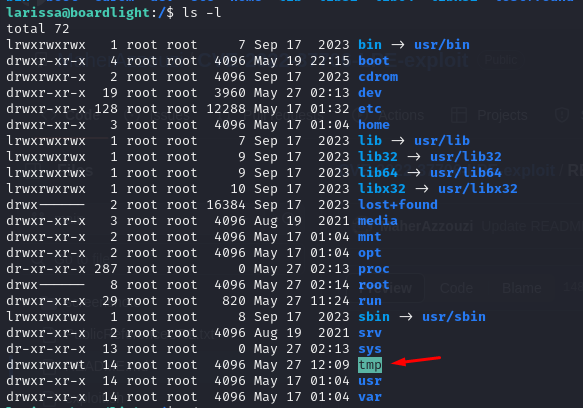 larissa@boardlight:/$ ls -l
total 72
lrwxrwxrwx   1 root root     7 Sep 17  2023 bin → usr/bin
drwxr-xr-x   4 root root  4096 May 27 22:15 boot
drwxrwxr-x   2 root root  4096 Sep 17  2023 cdrom
drwxr-xr-x  19 root root  3960 May 27 02:13 dev
drwxr-xr-x 128 root root 12288 May 17 01:32 etc
drwxr-xr-x   3 root root  4096 May 17 01:04 home
lrwxrwxrwx   1 root root     7 Sep 17  2023 lib → usr/lib
lrwxrwxrwx   1 root root     9 Sep 17  2023 lib32 → usr/lib32
lrwxrwxrwx   1 root root     9 Sep 17  2023 lib64 → usr/lib64
lrwxrwxrwx   1 root root    10 Sep 17  2023 libx32 → usr/libx32
drwx------   2 root root 16384 Sep 17  2023 lost+found
drwxr-xr-x   3 root root  4096 Aug 19  2021 media
drwxr-xr-x   2 root root  4096 May 17 01:04 mnt
drwxr-xr-x   2 root root  4096 May 17 01:04 opt
dr-xr-xr-x 287 root root     0 May 27 02:13 proc
drwx------   8 root root  4096 May 27 02:14 root
drwxr-xr-x  29 root root   820 May 27 11:24 run
lrwxrwxrwx   1 root root     8 Sep 17  2023 sbin → usr/sbin
drwxr-xr-x   2 root root  4096 Aug 19  2021 srv
dr-xr-xr-x  13 root root     0 May 27 02:13 sys
drwxrwxrwt  13 root root  4096 May 27 12:09 tmp
drwxr-xr-x  14 root root  4096 May 17 01:04 usr
drwxr-xr-x  14 root root  4096 May 17 01:04 var